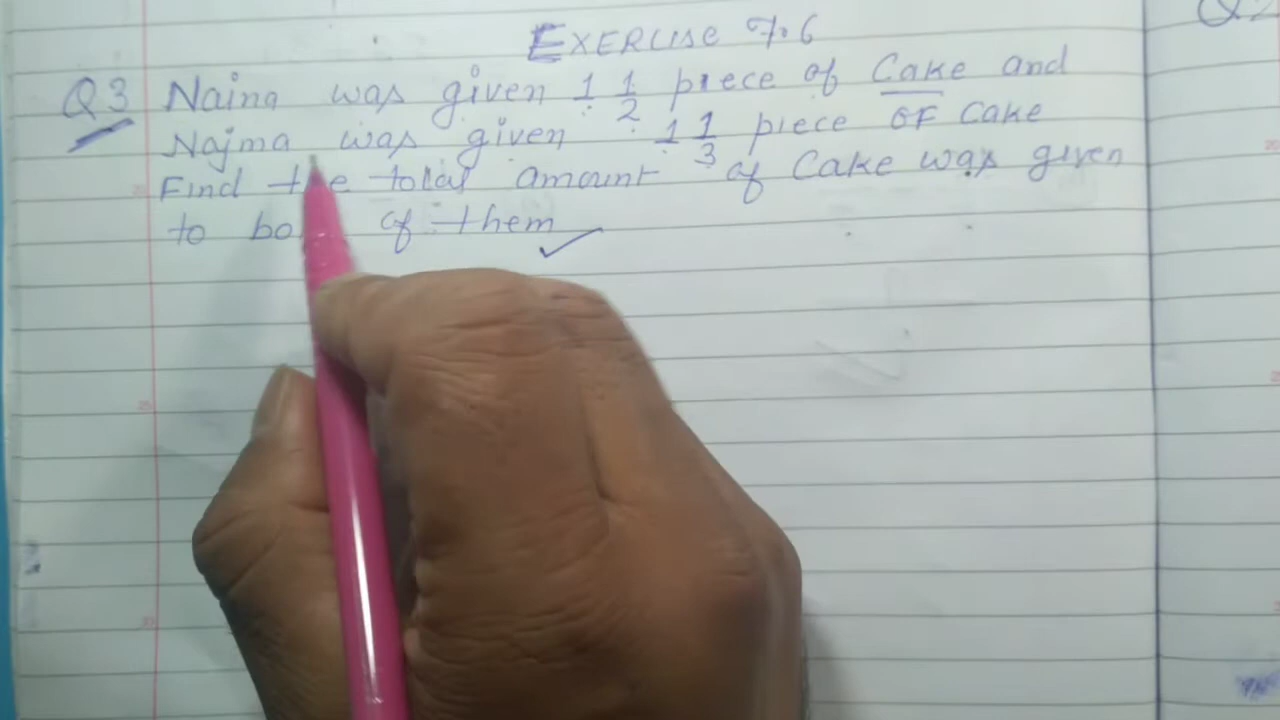 EXERCISE 7.6
Q3 Naina was given 1 1/2 piece of Cake and
Najma was given 1 1/3 piece OF Cake
Find the total amount of Cake was given
to of them